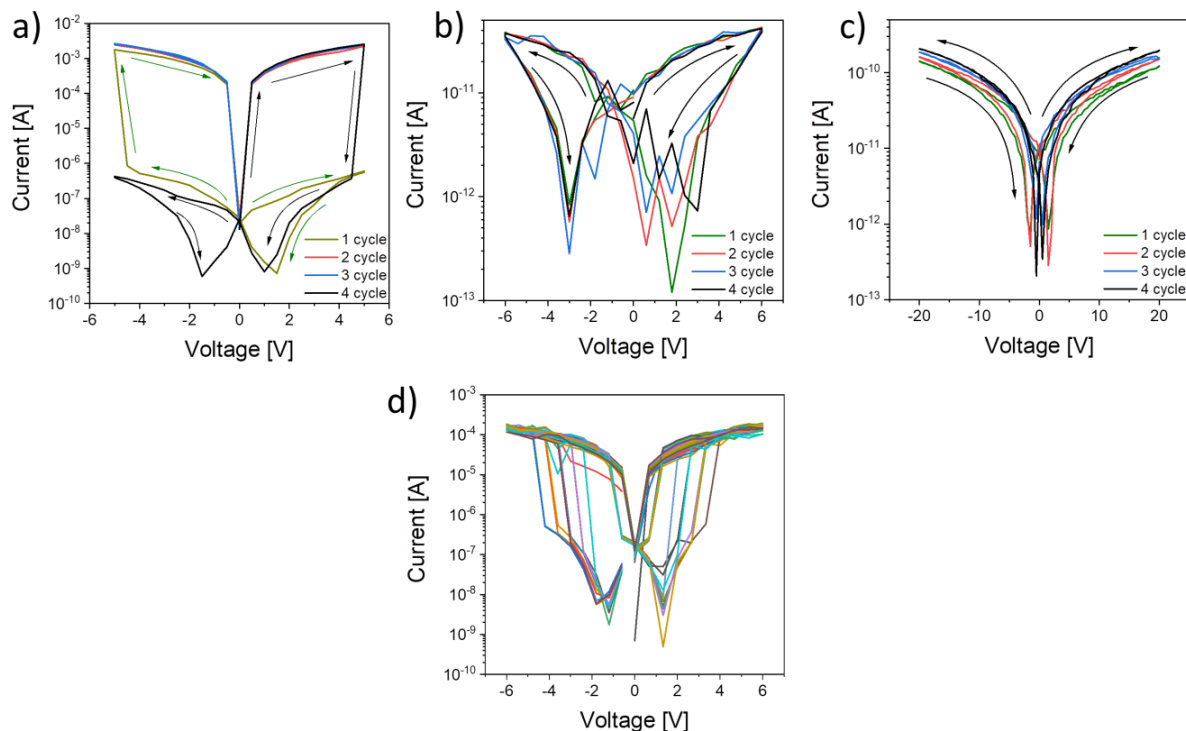 a)
10^-2
10^-3
10^-4
10^-5
10^-6
10^-7
10^-8
10^-9
10^-10
Current [A]
-6 -4 -2 0 2 4 6
Voltage [V]
1 cycle
2 cycle
3 cycle
4 cycle
b)
10^-11
10^-12
10^-13
Current [A]
-6 -4 -2 0 2 4 6
Voltage [V]
1 cycle
2 cycle
3 cycle
4 cycle
c)
10^-10
10^-11
10^-12
10^-13
Current [A]
-20 -10 0 10 20
Voltage [V]
1 cycle
2 cycle
3 cycle
4 cycle
d)
10^-3
10^-4
10^-5
10^-6
10^-7
10^-8
10^-9
10^-10
Current [A]
-6 -4 -2 0 2 4 6
Voltage [V]